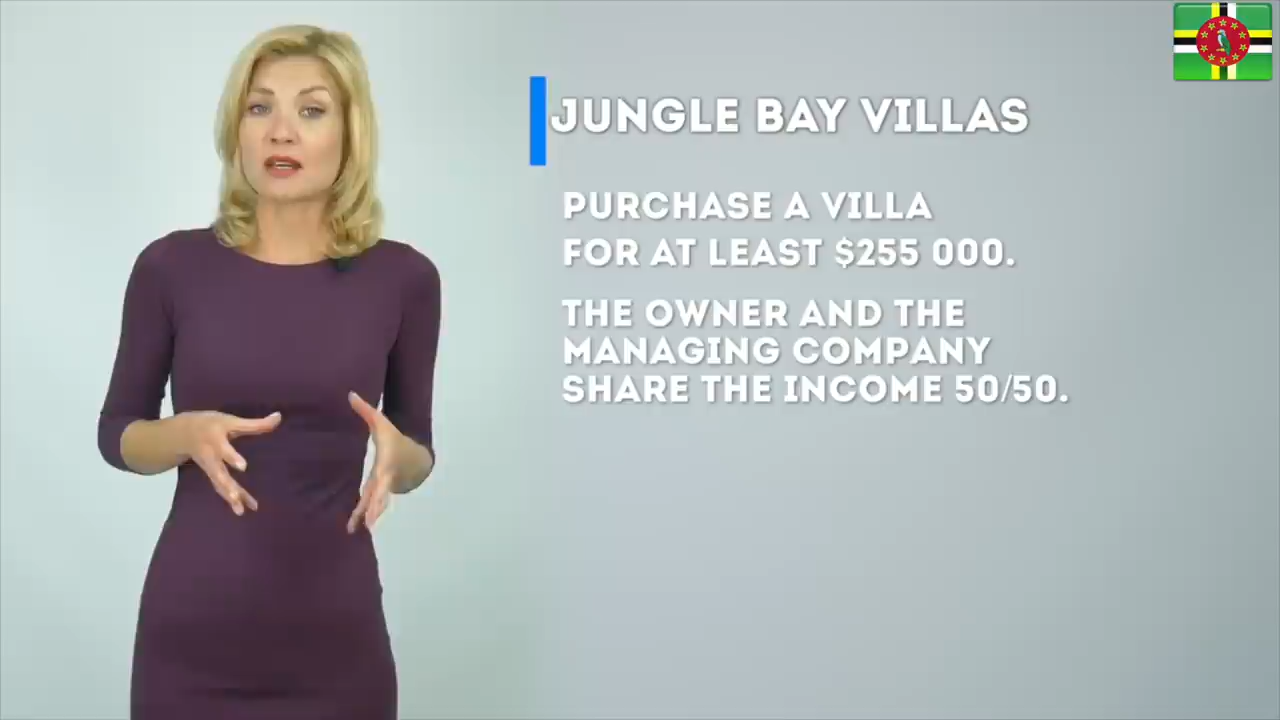 JUNGLE BAY VILLAS
PURCHASE A VILLA
FOR AT LEAST $255 000.
THE OWNER AND THE
MANAGING COMPANY
SHARE THE INCOME 50/50.